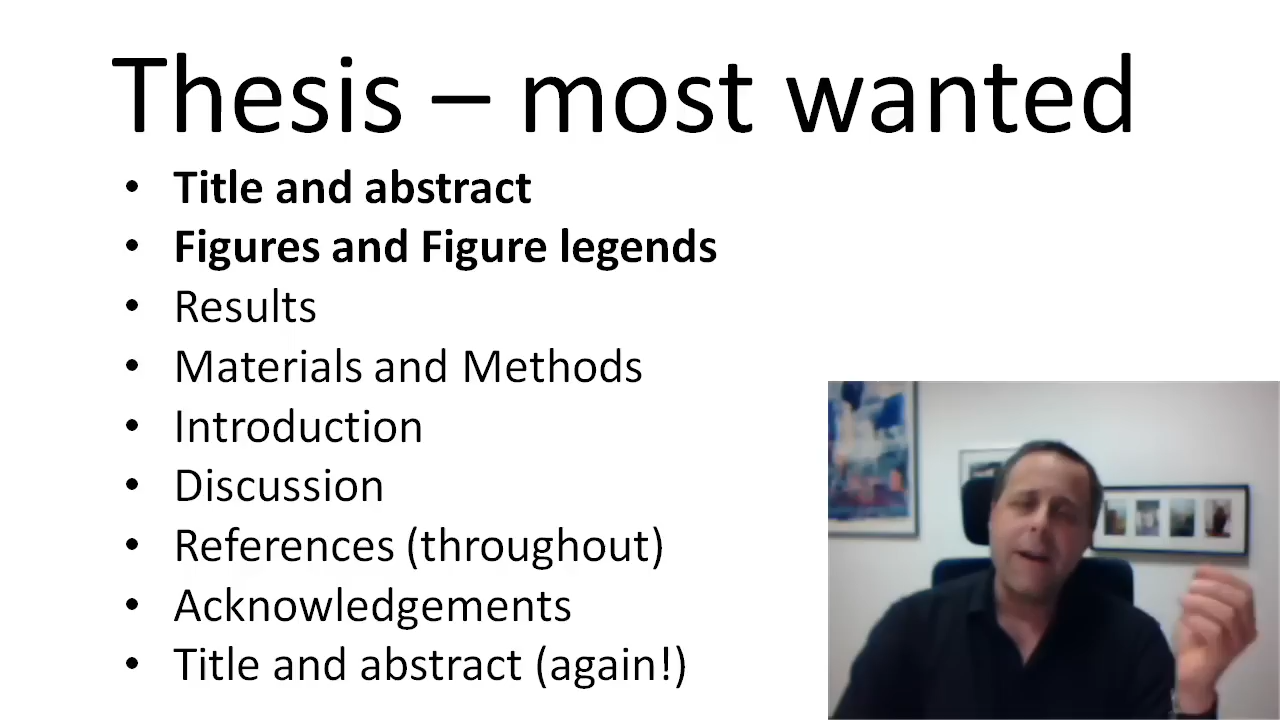 Thesis – most wanted
• Title and abstract
• Figures and Figure legends
• Results
• Materials and Methods
• Introduction
• Discussion
• References (throughout)
• Acknowledgements
• Title and abstract (again!)